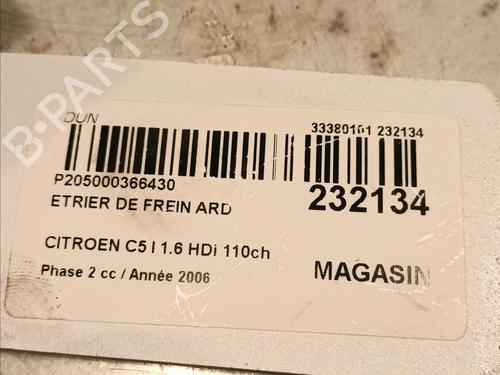 DUN
33380101 232134
P205000366430
232134
ETRIER DE FREIN ARD
CITROEN C5 I 1.6 HDi 110ch
Phase 2 cc / Année 2006
MAGASIN
B-PARTS